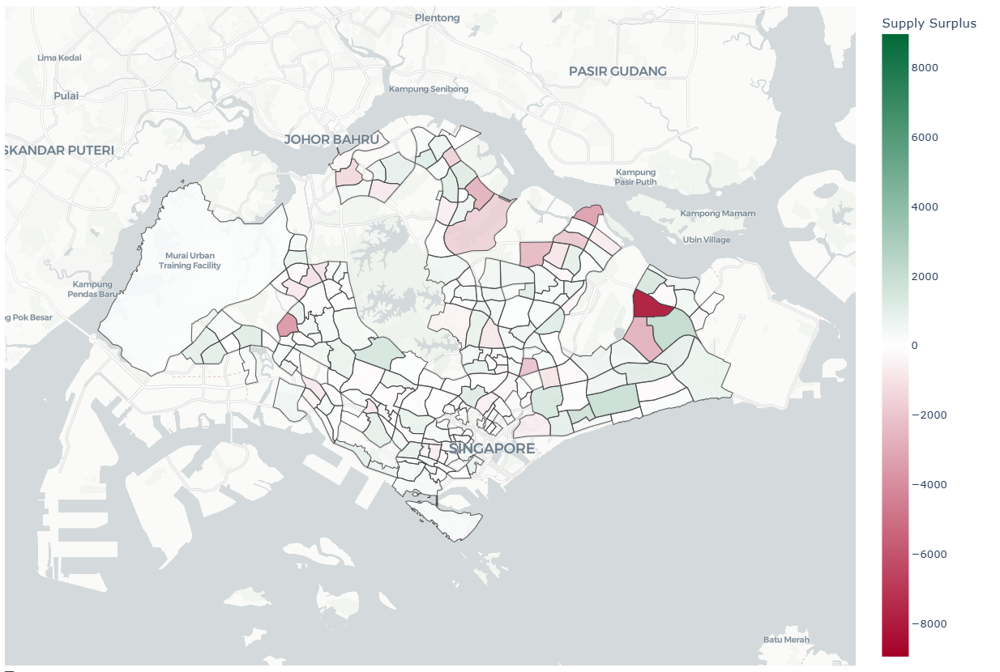 Plentong
Lima Kedai
PASIR GUDANG
Pulai
Kampung Senibong
JOHOR BAHRU
SKANDAR PUTERI
Kampung
Pasir Putih
Kampong Mamam
Ubin Village
Murai Urban
Training Facility
Kampung
Pendas Baru
g Pok Besar
SINGAPORE
Batu Merah
Supply Surplus
8000
6000
4000
2000
0
−2000
−4000
−6000
−8000